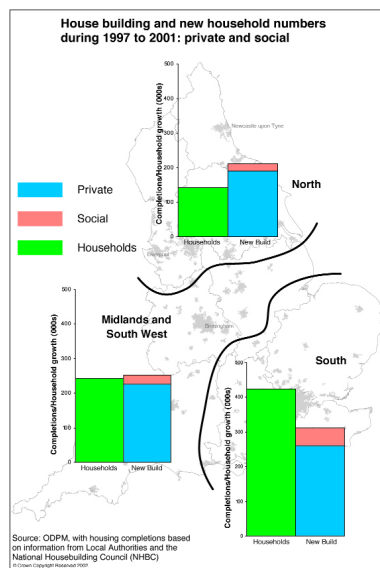 House building and new household numbers
during 1997 to 2001: private and social
Completions/Household growth (000s)
500
400
300
200
100
0
Newcastle upon Tyne
North
Households New Build
Private
Social
Households
Liverpool
Midlands and
South West
Birmingham
Completions/Household growth (000s)
500
400
300
200
100
0
Households New Build
South
Completions/Household growth (000s)
500
400
300
200
100
0
Households New Build
Source: ODPM, with housing completions based
on information from Local Authorities and the
National Housebuilding Council (NHBC)
© Crown Copyright Reserved 2002